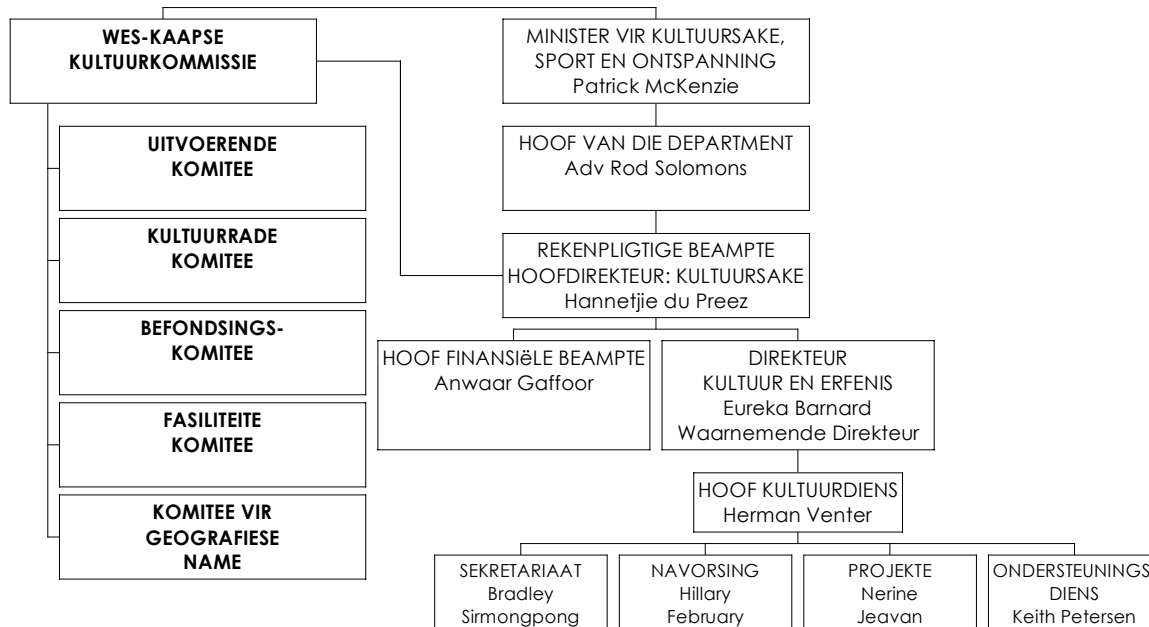 WES-KAAPSE
KULTUURKOMMISSIE
MINISTER VIR KULTUURSAKE,
SPORT EN ONTSPANNING
Patrick McKenzie
UITVOERENDE
KOMITEE
HOOF VAN DIE DEPARTMENT
Adv Rod Solomons
KULTUURRADE
KOMITEE
REKENPLIGTIGE BEAMPTE
HOOFDIREKTEUR: KULTUURSAKE
Hannetjie du Preez
BEFONDSINGS-
KOMITEE
HOOF FINANSIëLE BEAMPTE
Anwaar Gaffoor
DIREKTEUR
KULTUUR EN ERFENIS
Eureka Barnard
Waarnemende Direkteur
FASILITEITE
KOMITEE
KOMITEE VIR
GEOGRAFIESE
NAME
HOOF KULTUURDIENS
Herman Venter
SEKRETARIAAT
Bradley
Sirmongpong
NAVORSING
Hillary
February
PROJEKTE
Nerine
Jeavan
ONDERSTEUNINGS
DIENS
Keith Petersen